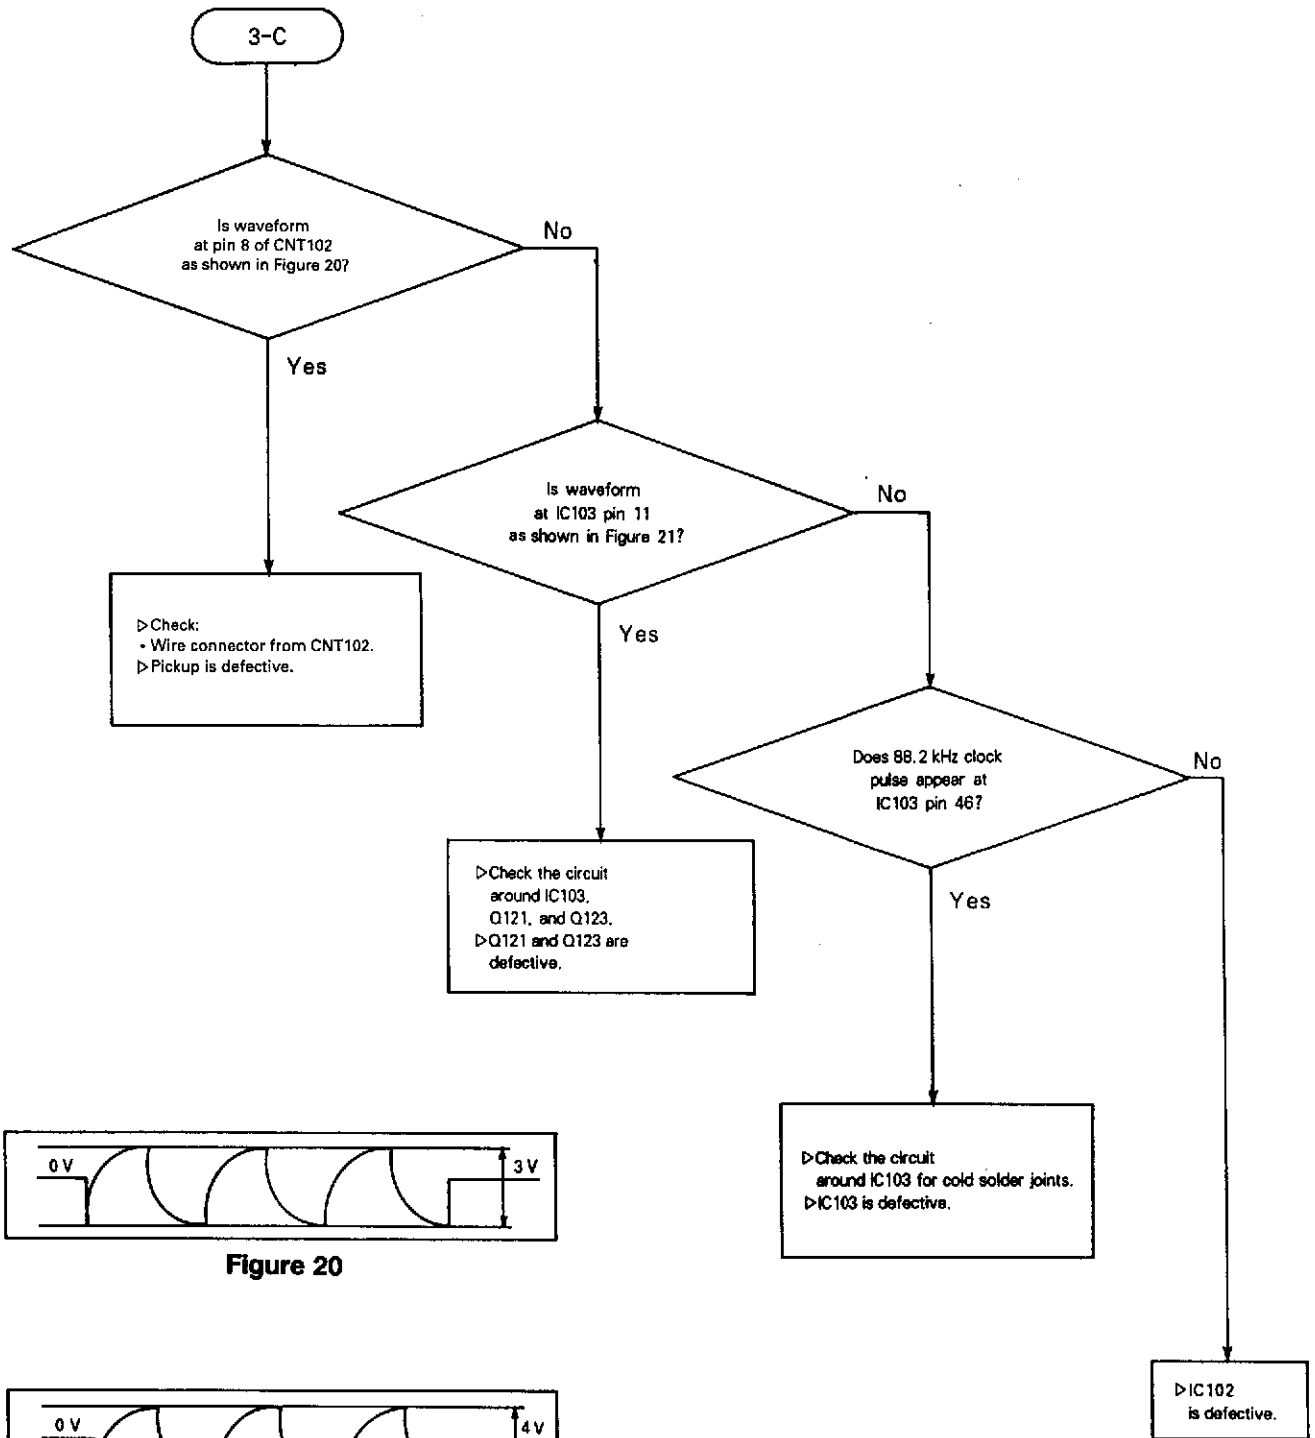 3-C
Is waveform
at pin 8 of CNT102
as shown in Figure 20?
No
Yes
Is waveform
at IC103 pin 11
as shown in Figure 21?
No
Yes
▷Check:
• Wire connector from CNT102.
▷Pickup is defective.
Does 88.2 kHz clock
pulse appear at
IC103 pin 46?
No
Yes
▷Check the circuit
around IC103,
Q121, and Q123.
▷Q121 and Q123 are
defective.
▷Check the circuit
around IC103 for cold solder joints.
▷IC103 is defective.
0 V
3 V
Figure 20
▷IC102
is defective.
0 V
4 V